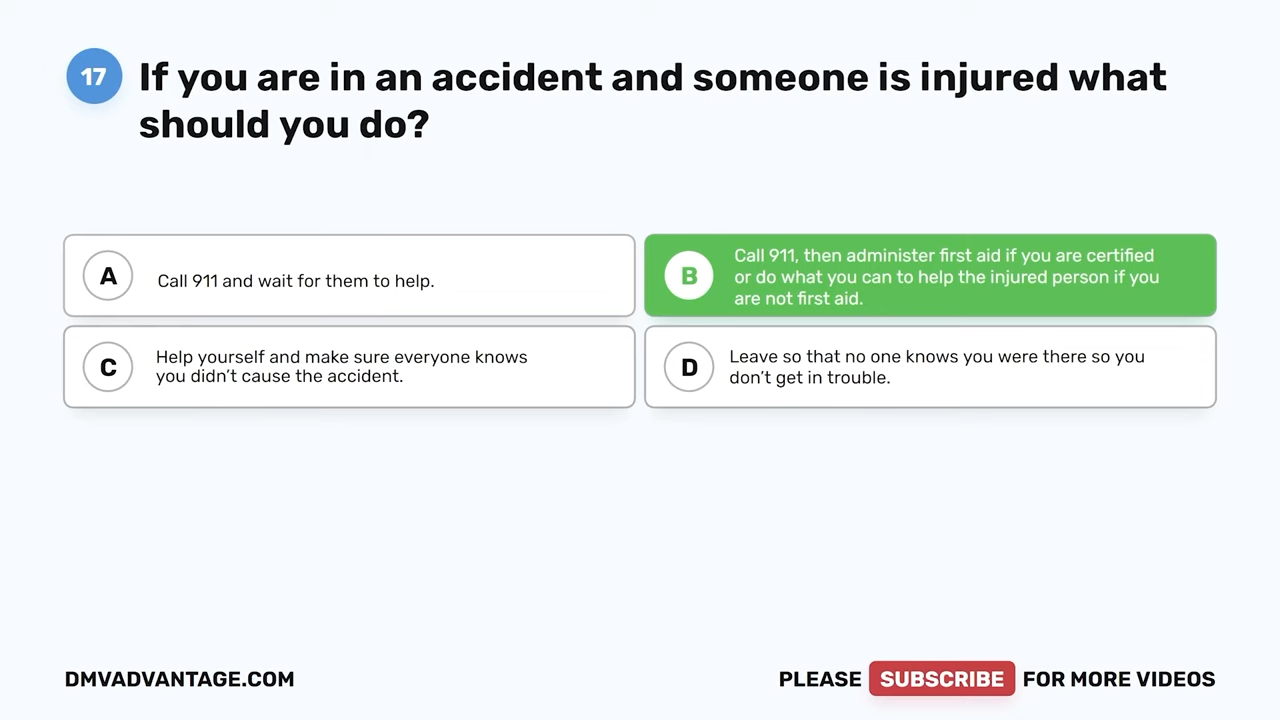 17
If you are in an accident and someone is injured what
should you do?
A
Call 911 and wait for them to help.
B
Call 911, then administer first aid if you are certified
or do what you can to help the injured person if you
are not first aid.
C
Help yourself and make sure everyone knows
you didn't cause the accident.
D
Leave so that no one knows you were there so you
don't get in trouble.
DMVADVANTAGE.COM
PLEASE SUBSCRIBE FOR MORE VIDEOS